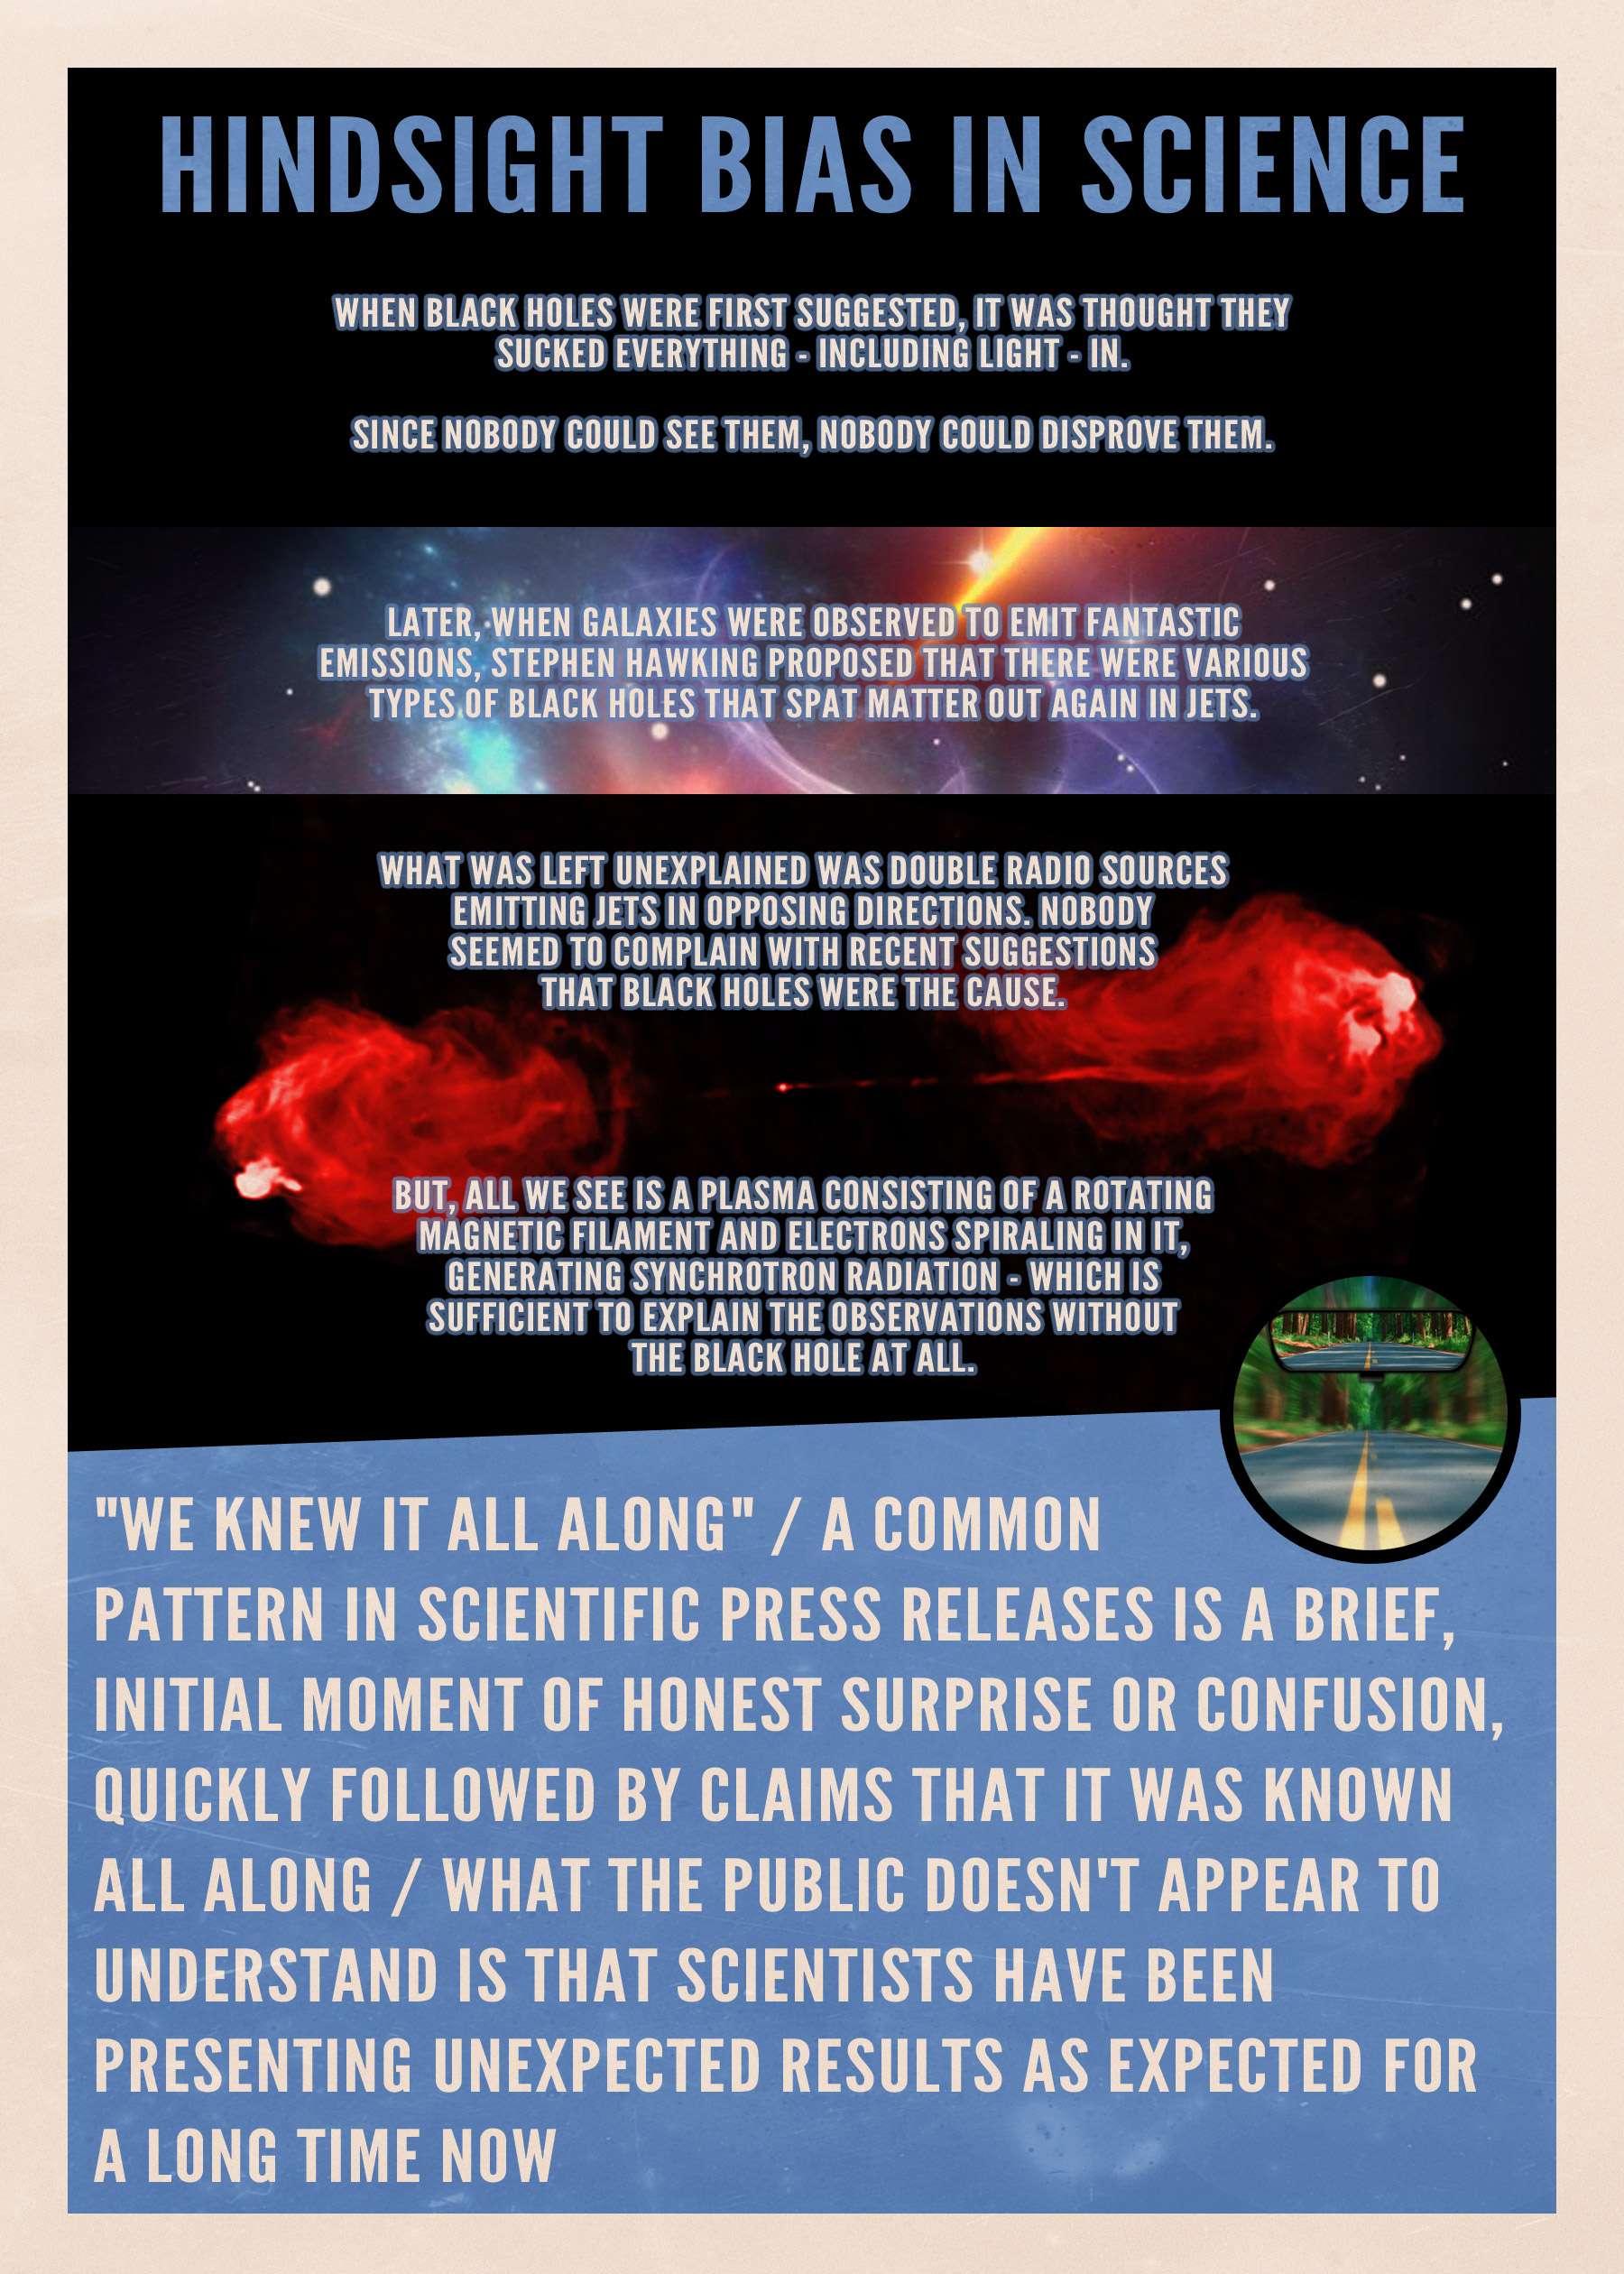 HINDSIGHT BIAS IN SCIENCE
WHEN BLACK HOLES WERE FIRST SUGGESTED, IT WAS THOUGHT THEY
SUCKED EVERYTHING - INCLUDING LIGHT - IN.
SINCE NOBODY COULD SEE THEM, NOBODY COULD DISPROVE THEM.
LATER, WHEN GALAXIES WERE OBSERVED TO EMIT FANTASTIC
EMISSIONS, STEPHEN HAWKING PROPOSED THAT THERE WERE VARIOUS
TYPES OF BLACK HOLES THAT SPAT MATTER OUT AGAIN IN JETS.
WHAT WAS LEFT UNEXPLAINED WAS DOUBLE RADIO SOURCES
EMITTING JETS IN OPPOSING DIRECTIONS. NOBODY
SEEMED TO COMPLAIN WITH RECENT SUGGESTIONS
THAT BLACK HOLES WERE THE CAUSE.
BUT, ALL WE SEE IS A PLASMA CONSISTING OF A ROTATING
MAGNETIC FILAMENT AND ELECTRONS SPIRALING IN IT,
GENERATING SYNCHROTRON RADIATION - WHICH IS
SUFFICIENT TO EXPLAIN THE OBSERVATIONS WITHOUT
THE BLACK HOLE AT ALL.
"WE KNEW IT ALL ALONG" / A COMMON
PATTERN IN SCIENTIFIC PRESS RELEASES IS A BRIEF,
INITIAL MOMENT OF HONEST SURPRISE OR CONFUSION,
QUICKLY FOLLOWED BY CLAIMS THAT IT WAS KNOWN
ALL ALONG / WHAT THE PUBLIC DOESN'T APPEAR TO
UNDERSTAND IS THAT SCIENTISTS HAVE BEEN
PRESENTING UNEXPECTED RESULTS AS EXPECTED FOR
A LONG TIME NOW